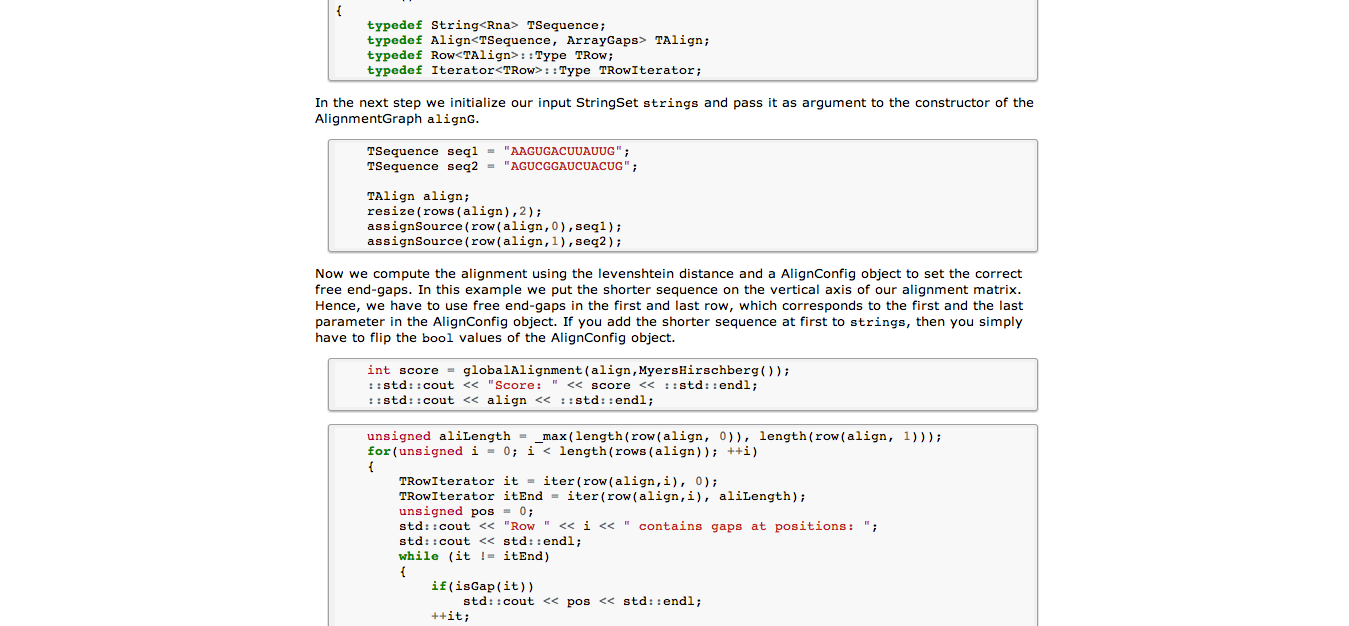 {
typedef String<Rna> TSequence;
typedef Align<TSequence, ArrayGaps> TAlign;
typedef Row<TAlign>::Type TRow;
typedef Iterator<TRow>::Type TRowIterator;
In the next step we initialize our input StringSet strings and pass it as argument to the constructor of the
AlignmentGraph alignG.
TSequence seq1 = "AAGUGACUUAUUG";
TSequence seq2 = "AGUCGGAUCUACUG";
TAlign align;
resize(rows(align),2);
assignSource(row(align,0),seq1);
assignSource(row(align,1),seq2);
Now we compute the alignment using the levenshtein distance and a AlignConfig object to set the correct
free end-gaps. In this example we put the shorter sequence on the vertical axis of our alignment matrix.
Hence, we have to use free end-gaps in the first and last row, which corresponds to the first and the last
parameter in the AlignConfig object. If you add the shorter sequence at first to strings, then you simply
have to flip the bool values of the AlignConfig object.
int score = globalAlignment(align,MyersHirschberg());
::std::cout << "Score: " << score << ::std::endl;
::std::cout << align << ::std::endl;
unsigned aliLength = _max(length(row(align, 0)), length(row(align, 1)));
for(unsigned i = 0; i < length(rows(align)); ++i)
{
TRowIterator it = iter(row(align,i), 0);
TRowIterator itEnd = iter(row(align,i), aliLength);
unsigned pos = 0;
std::cout << "Row " << i << " contains gaps at positions: ";
std::cout << std::endl;
while (it != itEnd)
{
if(isGap(it))
std::cout << pos << std::endl;
++it;